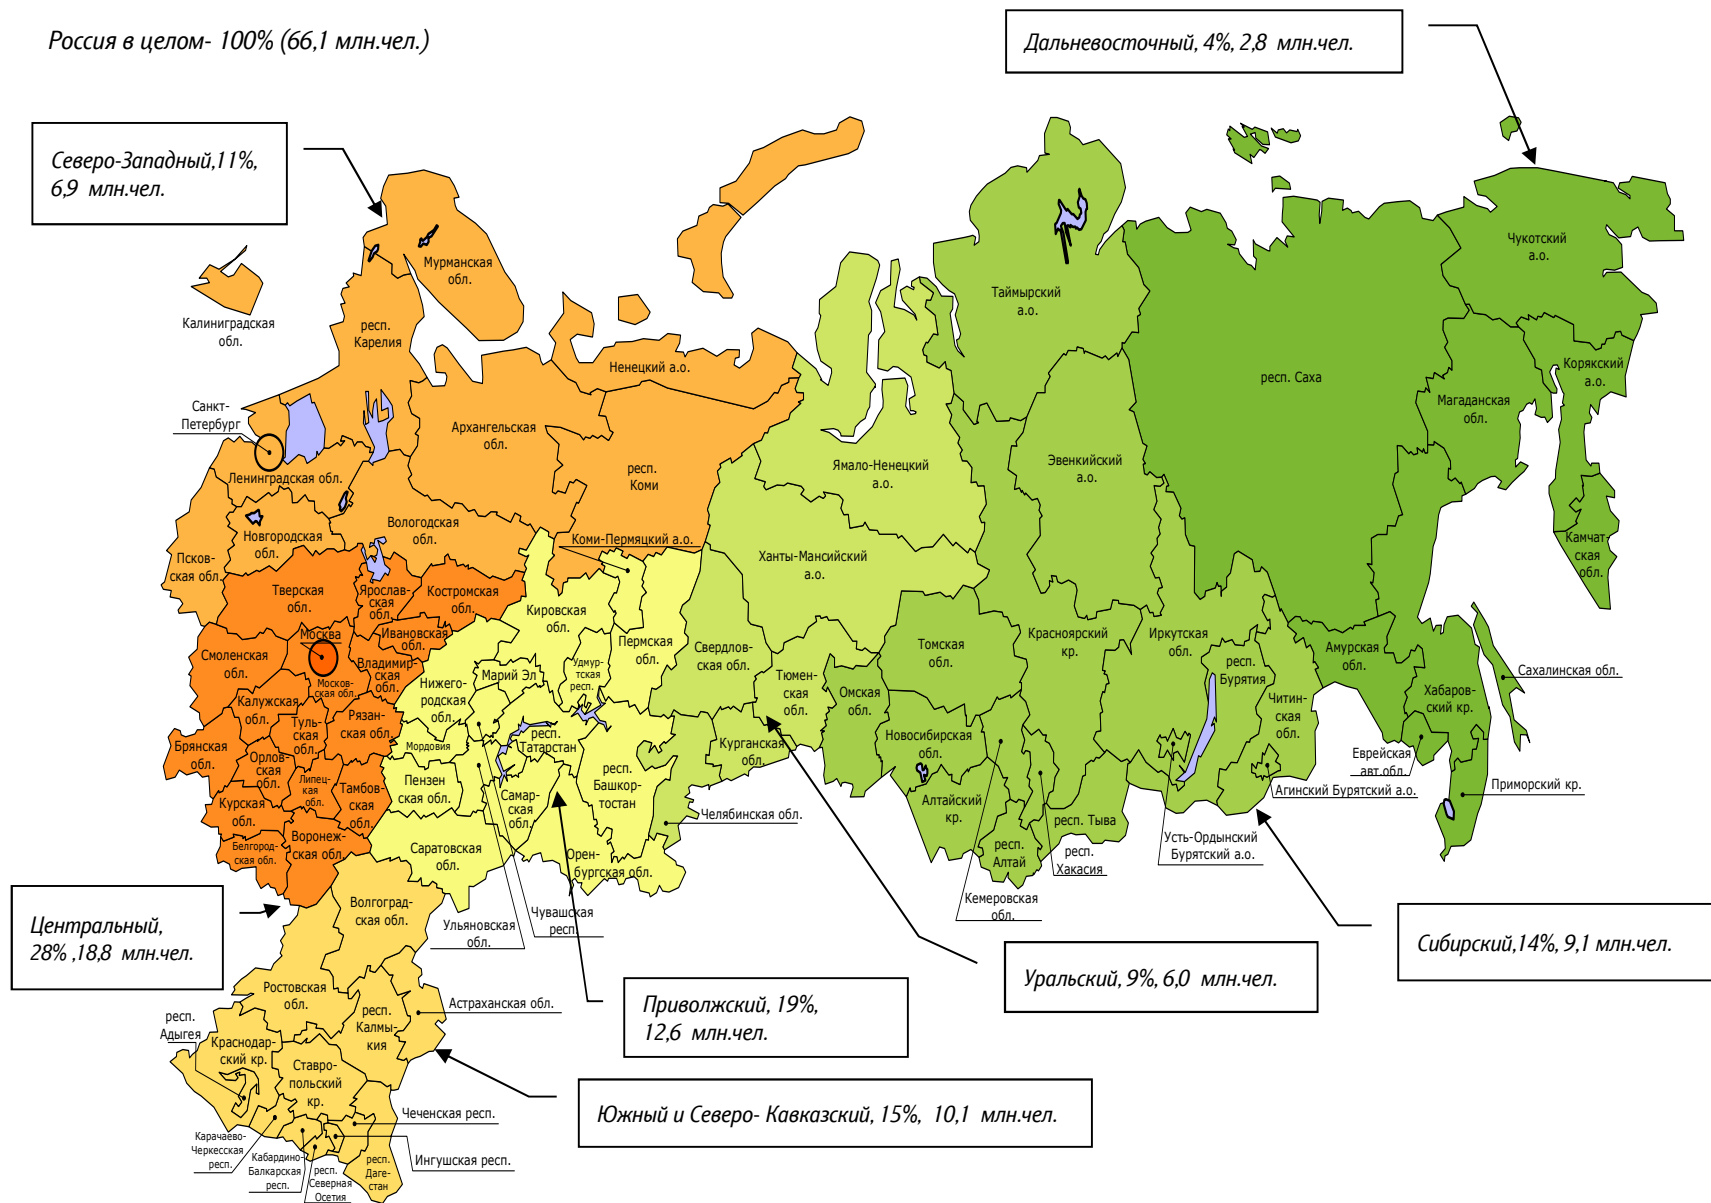 Россия в целом- 100% (66,1 млн.чел.)
Дальневосточный, 4%, 2,8 млн.чел.
Северо-Западный,11%,
6,9 млн.чел.
Мурманская
обл.
Калининградская
обл.
респ.
Карелия
Ненецкий а.о.
Таймырский
а.о.
Чукотский
а.о.
Корякский
а.о.
респ. Саха
Магаданская
обл.
Санкт-
Петербург
Архангельская
обл.
респ.
Коми
Ямало-Ненецкий
а.о.
Эвенкийский
а.о.
Ленинградская обл.
Новгородская
обл.
Вологодская
обл.
Коми-Пермяцкий а.о.
Ханты-Мансийский
а.о.
Камчат-
ская
обл.
Псков-
ская обл.
Тверская
обл.
Ярослав-
ская
обл.
Костромская
обл.
Кировская
обл.
Пермская
обл.
Свердлов-
ская обл.
Томская
обл.
Красноярский
кр.
Иркутская
обл.
Амурская
обл.
Сахалинская обл.
Москва
Ивановская
обл.
Смоленская
обл.
Владимир-
ская
обл.
Москов-
ская обл.
Нижего-
родская
обл.
Марий Эл
Удмур-
тская
респ.
Тюмен-
ская
обл.
Омская
обл.
респ.
Бурятия
Читин-
ская
обл.
Хабаров-
ский кр.
Калужская
обл.
Туль-
ская
обл.
Рязан-
ская обл.
Брянская
обл.
Орлов-
ская
обл.
Липец-
кая
обл.
Тамбов-
ская
обл.
Мордовия
респ.
Татарстан
Курганская
обл.
Новосибирская
обл.
Еврейская
авт.обл.
Пензен
ская обл.
респ.
Башкор-
тостан
Самар-
ская
обл.
Курская
обл.
Белгород-
ская обл.
Воронеж-
ская обл.
Челябинская обл.
Алтайский
кр.
Агинский Бурятский а.о.
Приморский кр.
Саратовская
обл.
Орен-
бургская обл.
респ.
Алтай
респ. Тыва
респ.
Хакасия
Усть-Ордынский
Бурятский а.о.
Кемеровская
обл.
Волгоград-
ская обл.
Ульяновская
обл.
Чувашская
респ.
Центральный,
28% ,18,8 млн.чел.
Сибирский,14%, 9,1 млн.чел.
Уральский, 9%, 6,0 млн.чел.
Приволжский, 19%,
12,6 млн.чел.
Ростовская
обл.
Астраханская обл.
респ.
Калмы-
кия
респ.
Адыгея
Краснодар-
ский кр.
Ставро-
польский
кр.
Южный и Северо- Кавказский, 15%, 10,1 млн.чел.
Чеченская респ.
Карачаево-
Черкесская
респ.
Кабардино-
Балкарская
респ.
респ.
Северная
Осетия
респ.
Даге-
стан
Ингушская респ.